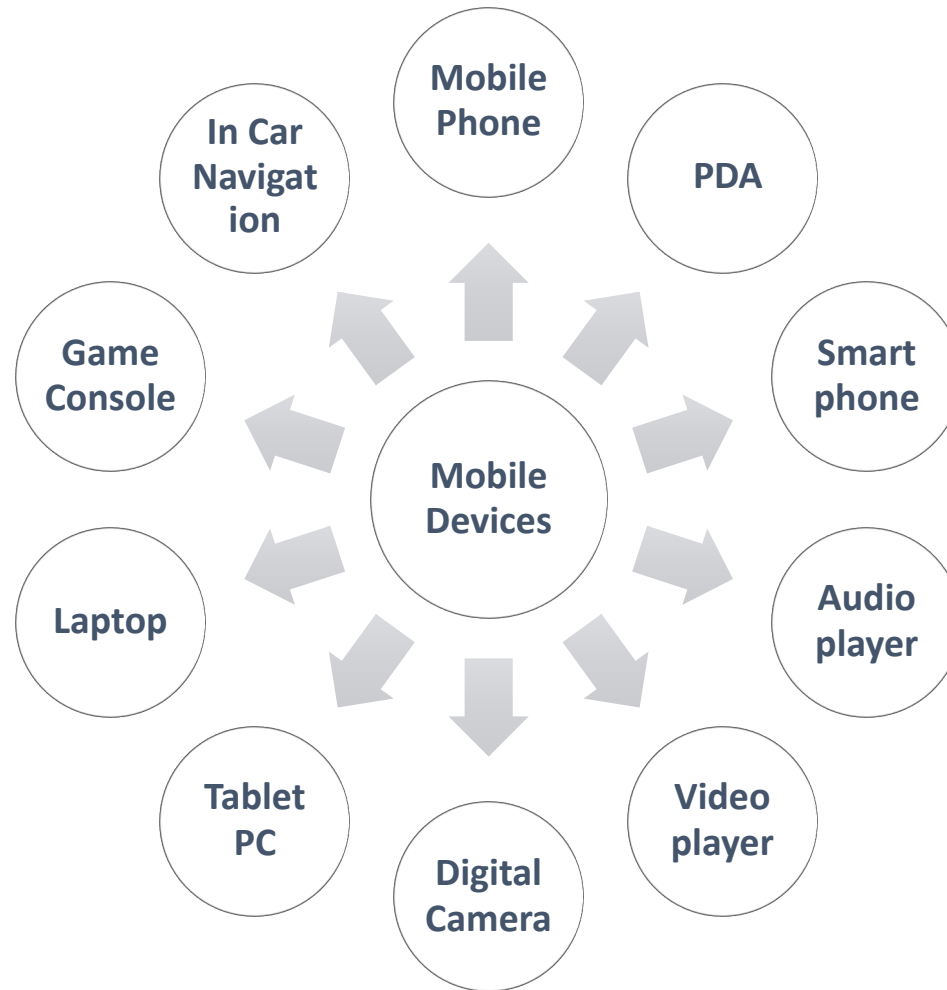 Mobile
Phone
PDA
Smart
phone
Audio
player
Video
player
Digital
Camera
Tablet
PC
Laptop
Game
Console
In Car
Navigat
ion
Mobile
Devices